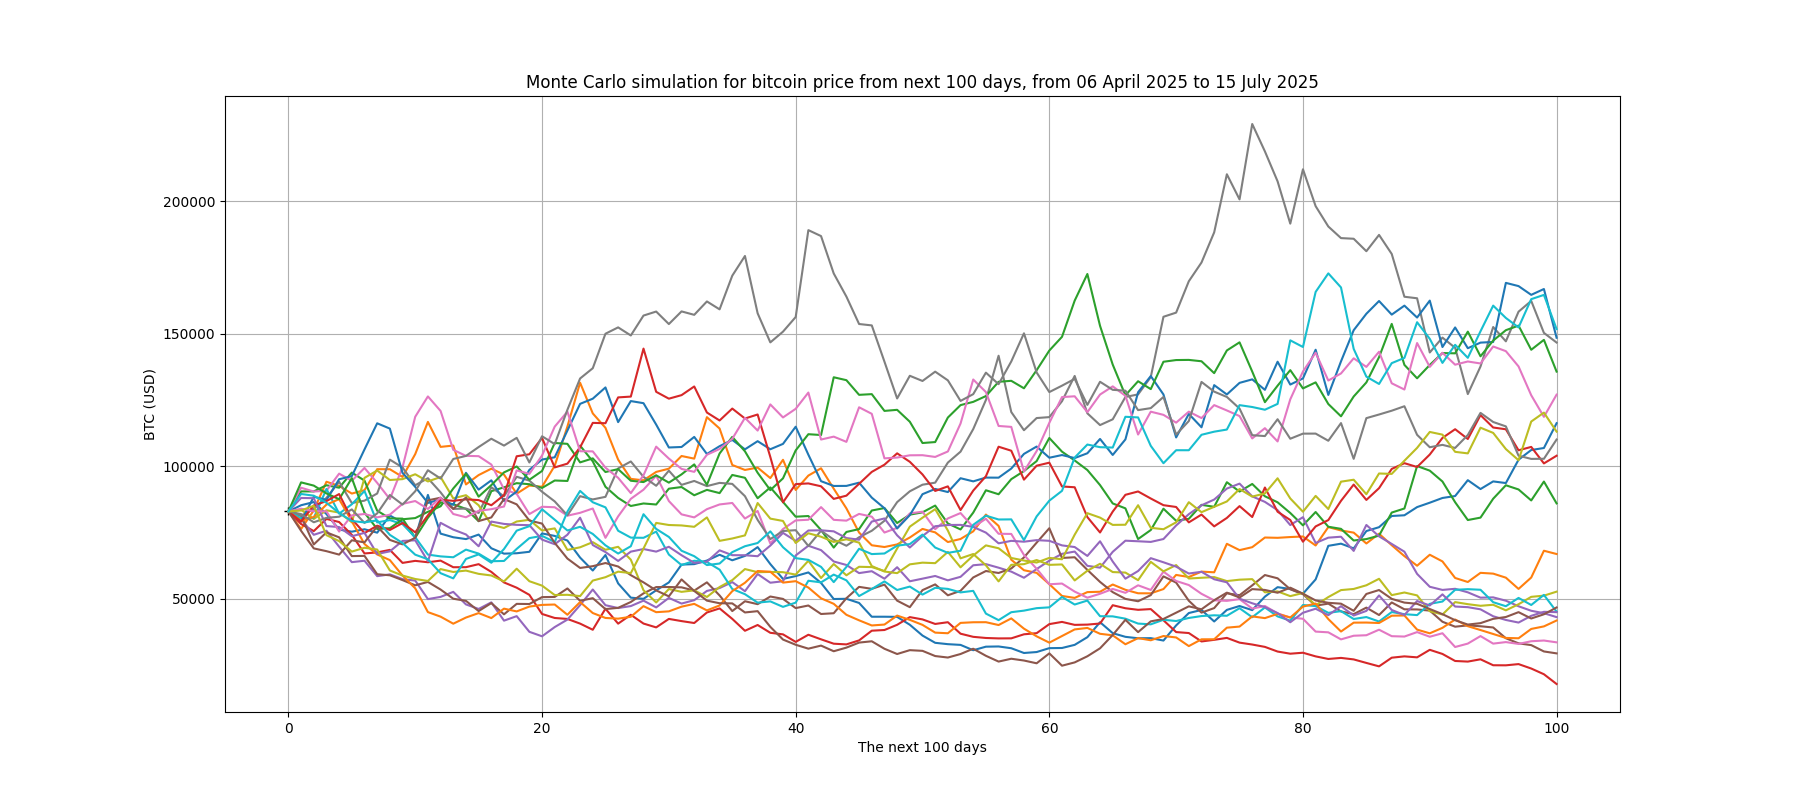 Monte Carlo simulation for bitcoin price from next 100 days, from 06 April 2025 to 15 July 2025
200000
150000
100000
50000
BTC (USD)
0 20 40 60 80 100
The next 100 days